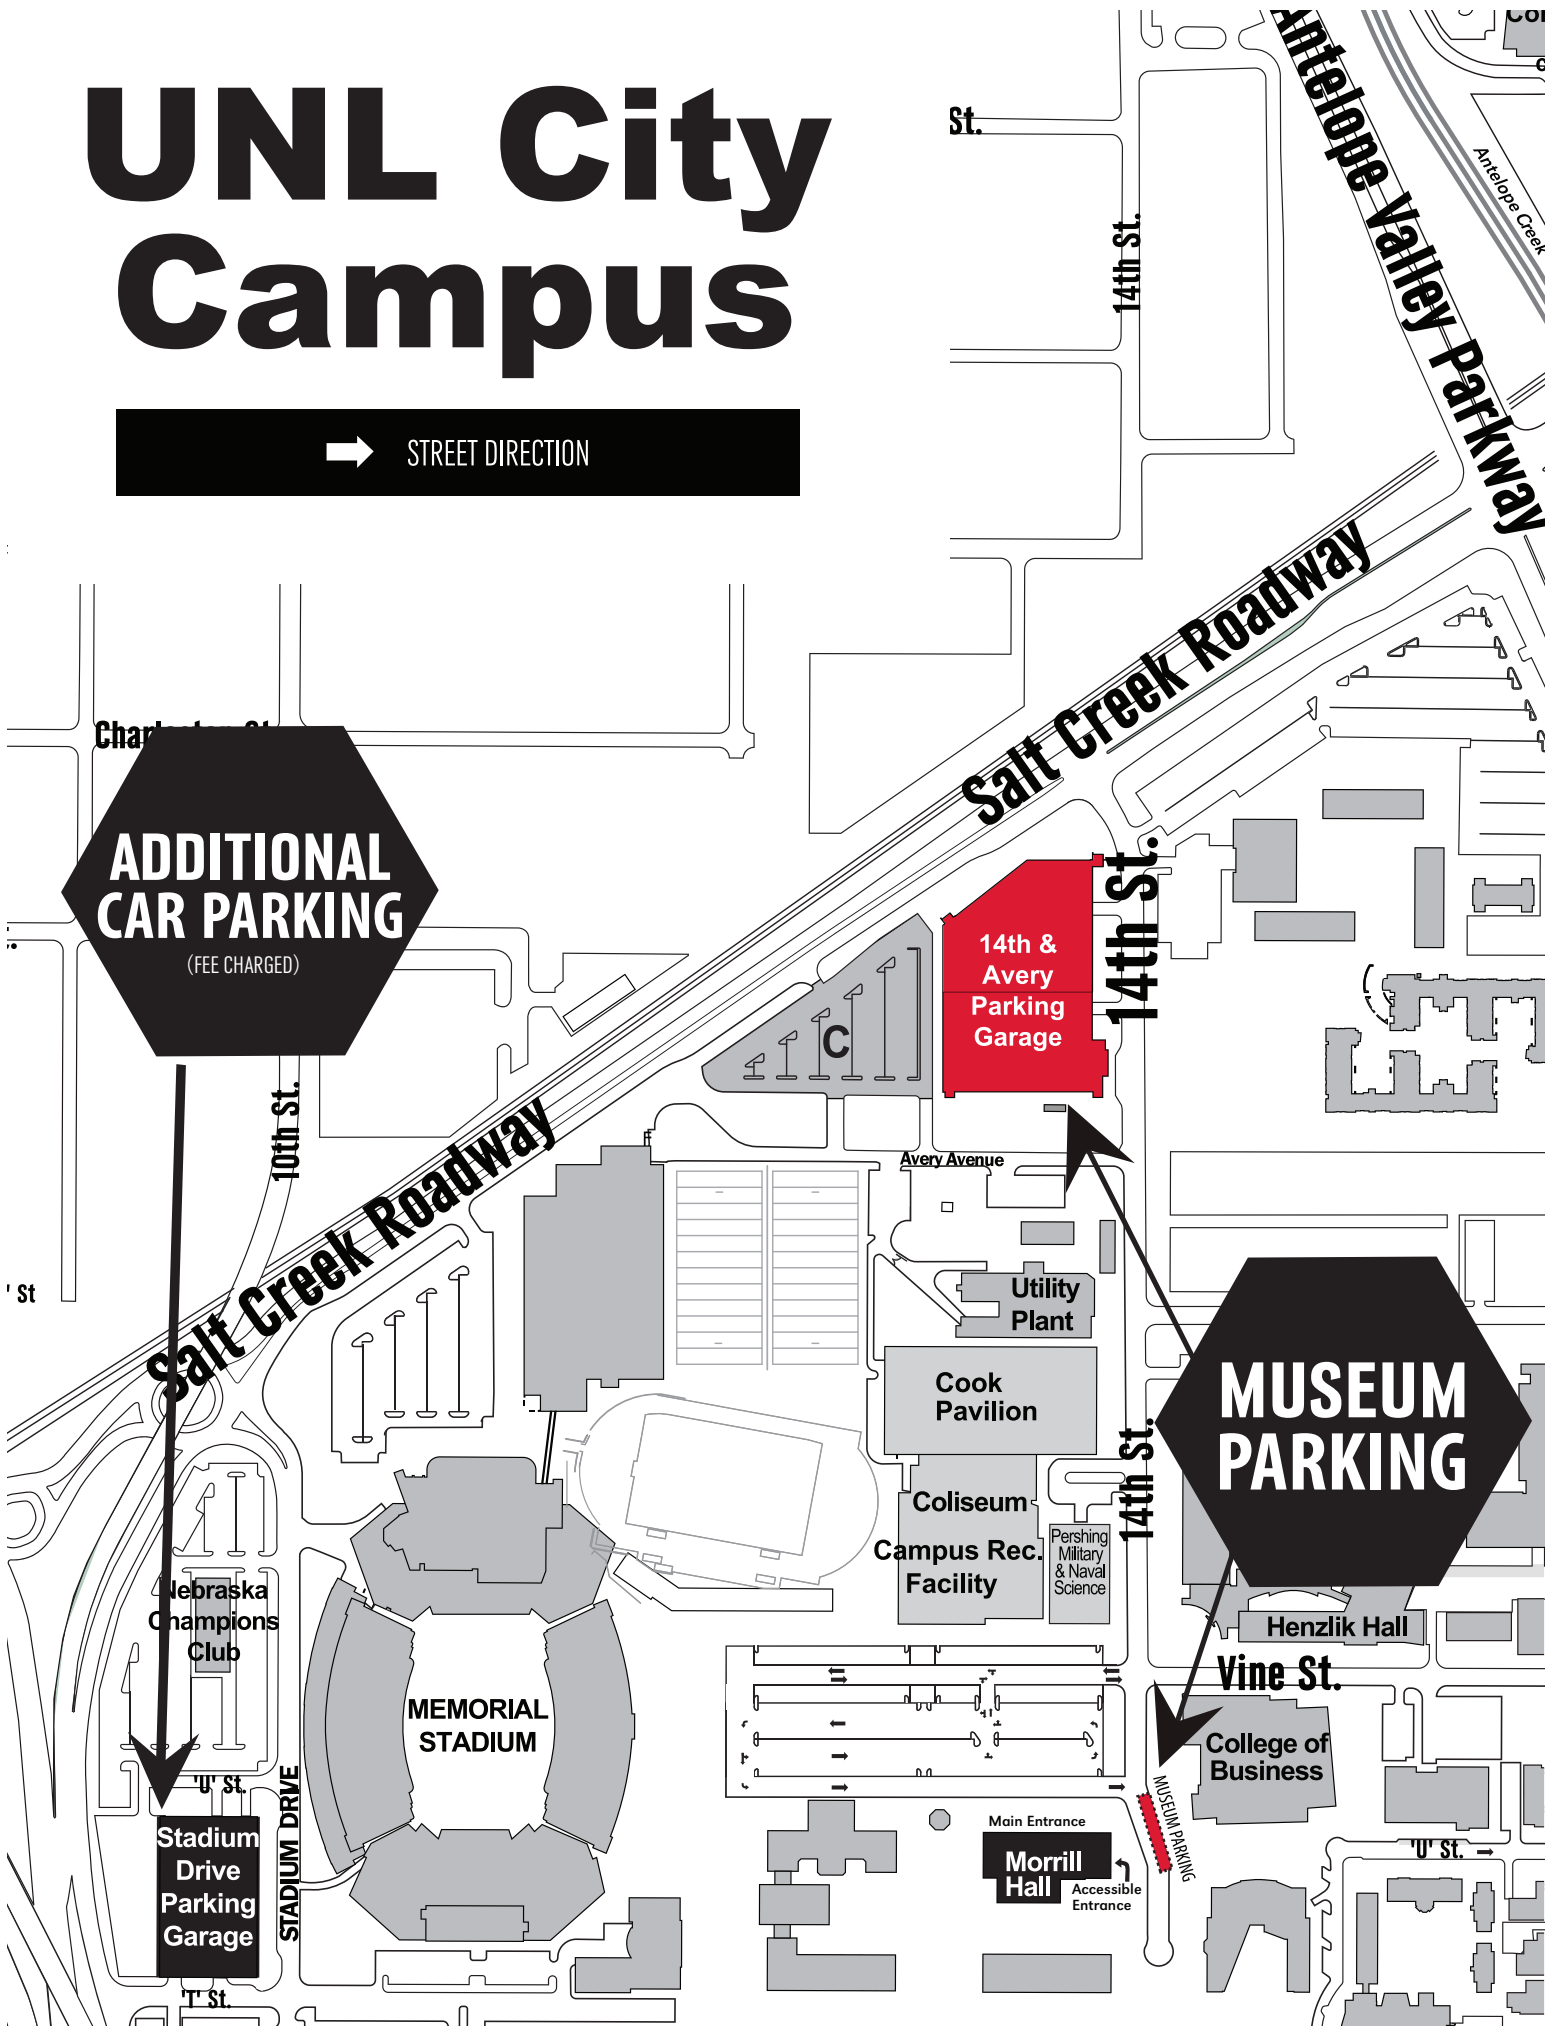 UNL City
Campus
STREET DIRECTION
St.
14th St.
Antelope Valley Parkway
Antelope Creek
Salt Creek Roadway
ADDITIONAL
CAR PARKING
(FEE CHARGED)
10th St.
Salt Creek Roadway
' St
14th &
Avery
Parking
Garage
14th St.
C
Avery Avenue
Utility
Plant
Cook
Pavilion
MUSEUM
PARKING
14th St.
Coliseum
Campus Rec.
Facility
Pershing
Military
& Naval
Science
Nebraska
Champions
Club
Henzlik Hall
Vine St.
MEMORIAL
STADIUM
College of
Business
'U' St.
STADIUM DRIVE
MUSEUM PARKING
Stadium
Drive
Parking
Garage
Main Entrance
Morrill
Hall
Accessible
Entrance
'U' St.
'T' St.